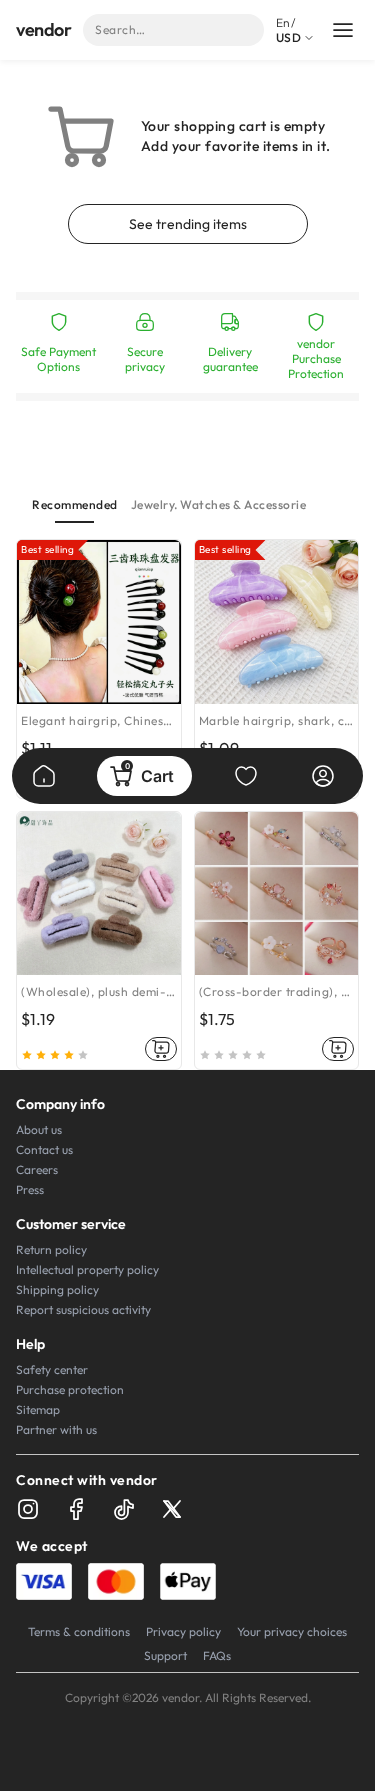 vendor
Search...
En/
USD
Your shopping cart is empty
Add your favorite items in it.
See trending items
Safe Payment
Options
Secure
privacy
Delivery
guarantee
vendor
Purchase
Protection
Recommended
Jewelry. Watches & Accessorie
Best selling
三齿珠珠盘发器
轻松搞定丸子头
Elegant hairgrip, Chines...
$1.11
Best selling
Marble hairgrip, shark, c...
$1.09
0
Cart
(Wholesale), plush demi-...
$1.19
(Cross-border trading), ...
$1.75
Company info
About us
Contact us
Careers
Press
Customer service
Return policy
Intellectual property policy
Shipping policy
Report suspicious activity
Help
Safety center
Purchase protection
Sitemap
Partner with us
Connect with vendor
We accept
VISA
MasterCard
Pay
Terms & conditions
Privacy policy
Your privacy choices
Support
FAQs
Copyright ©2026 vendor. All Rights Reserved.